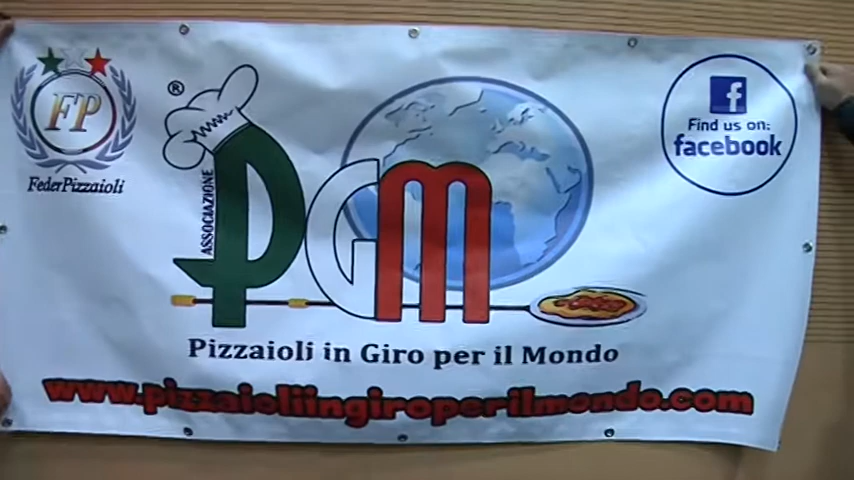 FP
FederPizzaioli
®
ASSOCIAZIONE
PGM
f
Find us on:
facebook
Pizzaioli in Giro per il Mondo
www.pizzaioliingiroperilmondo.com